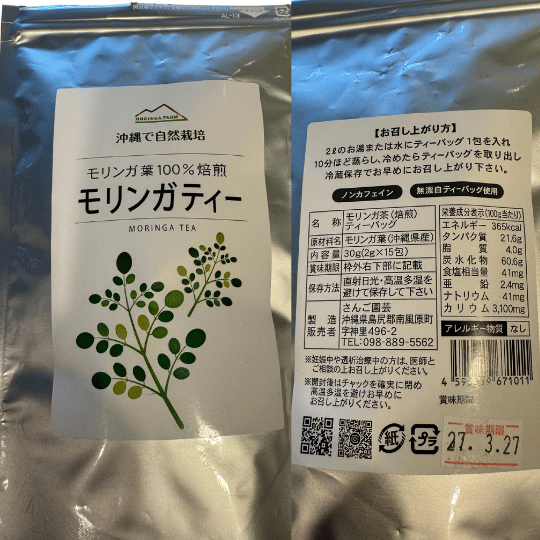 AL-13
MORINGA FARM
沖縄で自然栽培
モリンガ葉100%焙煎
モリンガティー
MORINGA TEA
【お召し上がり方】
2ℓのお湯または水にティーバッグ1包を入れ
10分ほど蒸らし、冷めたらティーバッグを取り出し
冷蔵保存でお早めにお召し上がり下さい。
ノンカフェイン
無漂白ティーバッグ使用
名称 モリンガ茶(焙煎)
ティーバッグ
原材料名 モリンガ葉(沖縄県産)
内容量 30g(2g×15包)
賞味期限 枠外右下部に記載
保存方法 直射日光・高温多湿を
避けて保存して下さい
製造
販売者
さんご園芸
沖縄県島尻郡南風原町
字神里496-2
TEL:098-889-5562
栄養成分表示(100g当たり)
エネルギー 365kcal
タンパク質 21.6g
脂質 4.0g
炭水化物 60.6g
食塩相当量 41mg
亜鉛 2.4mg
ナトリウム 41mg
カリウム 3,100mg
アレルギー物質 なし
※妊娠中や透析治療中の方は、医師と
ご相談の上お召し上がりください。
※開封後はチャックを確実に閉め
高温多湿を避けお早めに
お召し上がりください。
671011
賞味期限
紙
プラ
賞味期限
27. 3.27